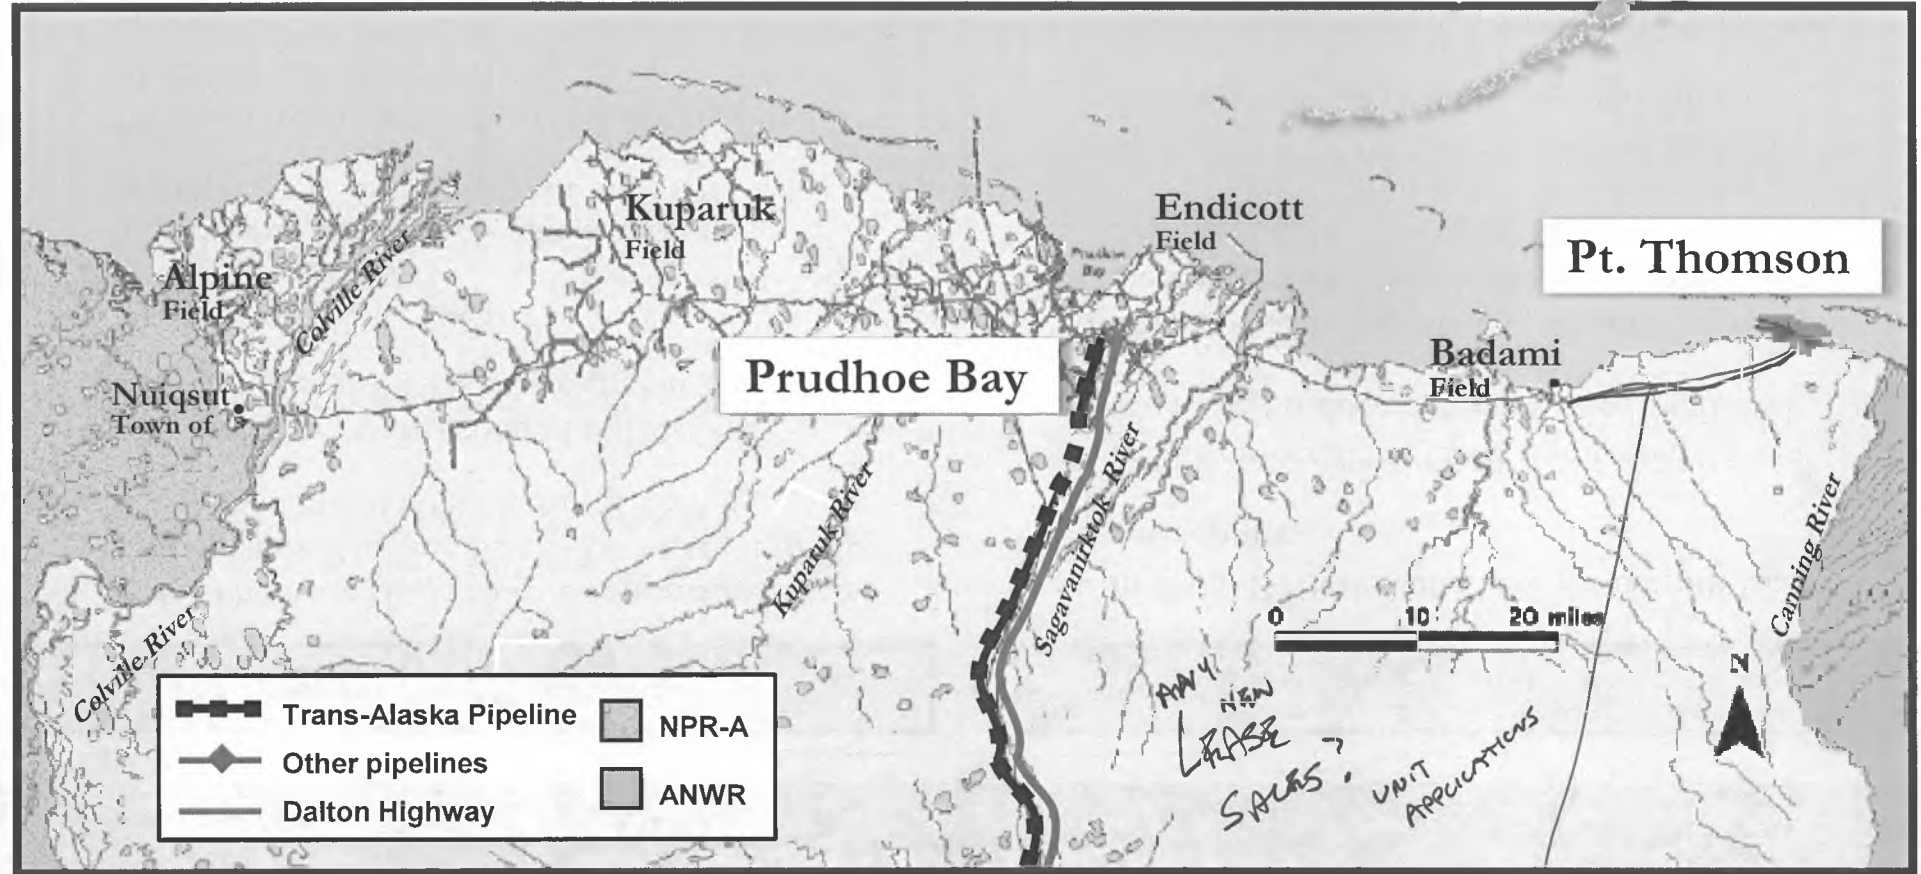 Kuparuk
Field
Endicott
Field
Prudhoe
Bay
Pt. Thomson
Alpine
Field
Colville River
Badami
Field
Prudhoe Bay
Nuiqsut
Town of
Kuparuk River
Sagavanirktok River
Canning River
Colville River
0 10 20 miles
N
Trans-Alaska Pipeline
Other pipelines
Dalton Highway
NPR-A
ANWR
ANY
NEW
LEASE
SALES?
UNIT
APPLICATIONS